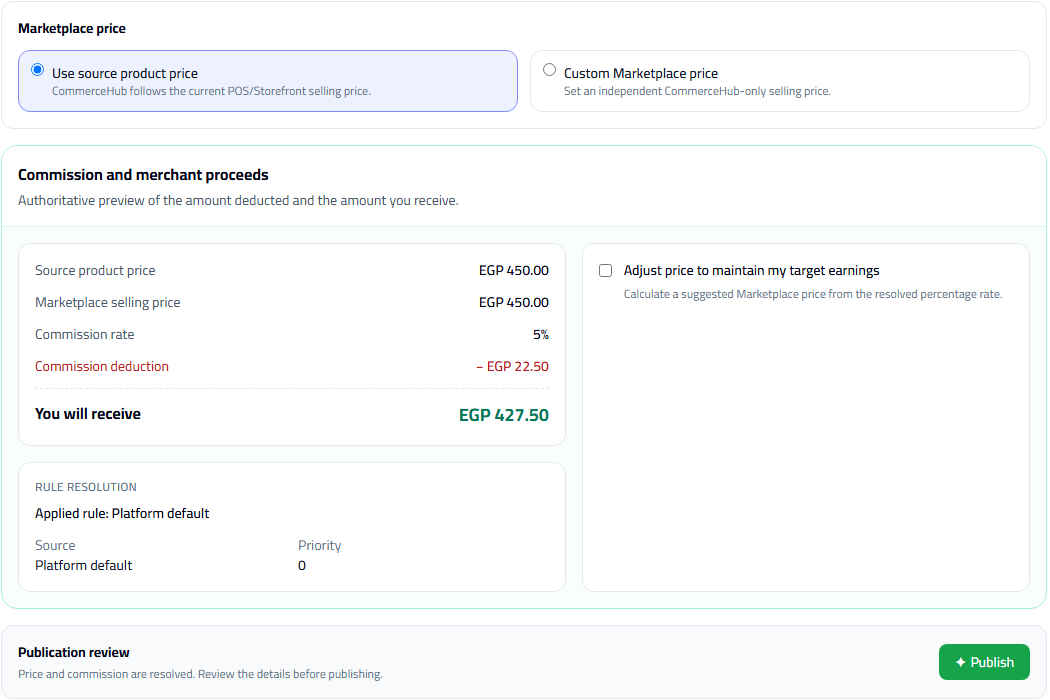 Marketplace price
Use source product price
CommerceHub follows the current POS/Storefront selling price.
Custom Marketplace price
Set an independent CommerceHub-only selling price.
Commission and merchant proceeds
Authoritative preview of the amount deducted and the amount you receive.
Source product price EGP 450.00
Marketplace selling price EGP 450.00
Commission rate 5%
Commission deduction – EGP 22.50
You will receive EGP 427.50
Adjust price to maintain my target earnings
Calculate a suggested Marketplace price from the resolved percentage rate.
RULE RESOLUTION
Applied rule: Platform default
Source Priority
Platform default 0
Publication review
Price and commission are resolved. Review the details before publishing.
✦ Publish